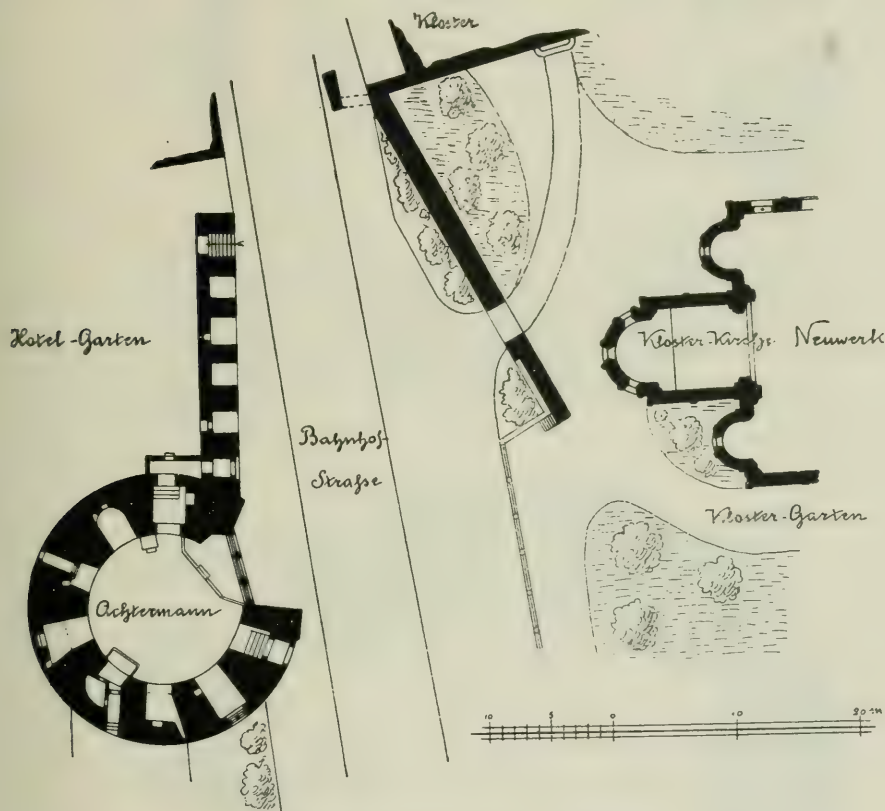 Kloster
Hotel-Garten
Kloster-Kirche Neuwerk
Bahnhof-
Straſse
Kloster-Garten
Achtermann
10 5 0 10 20 m